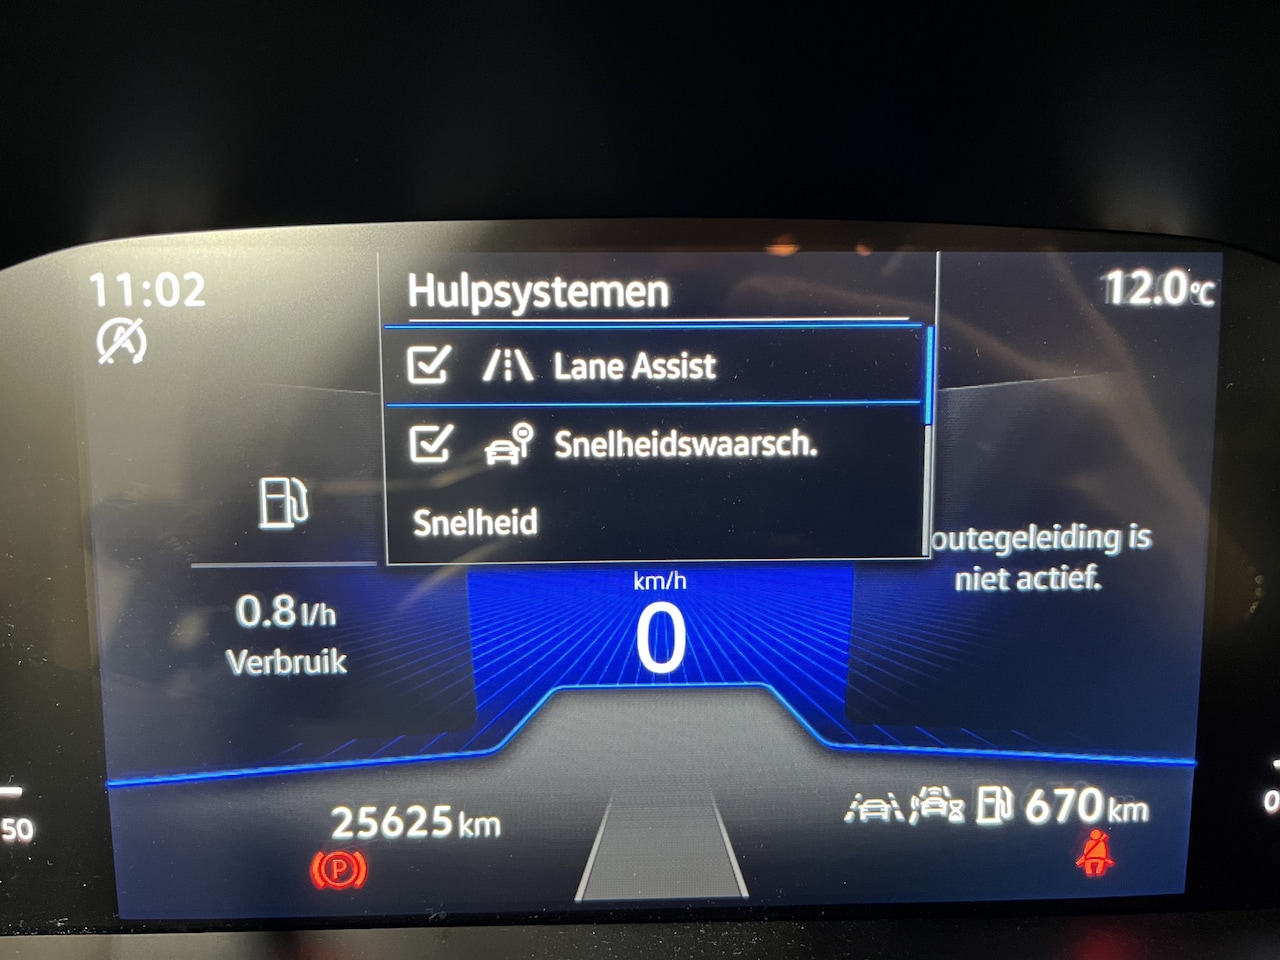 11:02
Hulpsystemen
12.0°C
Lane Assist
Snelheidswaarsch.
Snelheid
outegeleiding is
niet actief.
km/h
0
0.8 l/h
Verbruik
25625 km
670 km
50
0
P